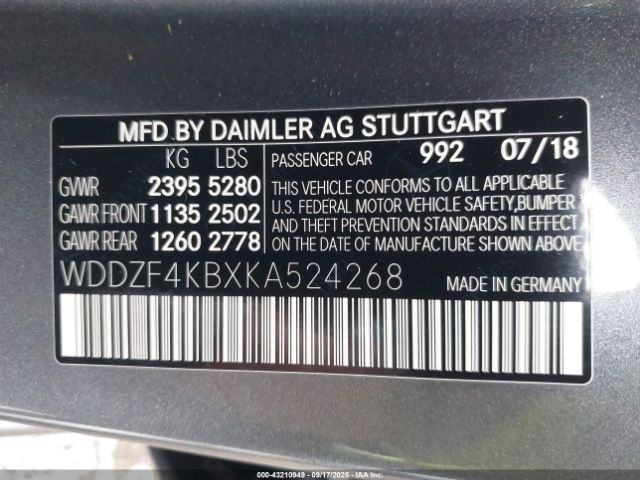 MFD BY DAIMLER AG STUTTGART
KG LBS
GVWR 2395 5280
GAWR FRONT 1135 2502
GAWR REAR 1260 2778
PASSENGER CAR 992 07/18
THIS VEHICLE CONFORMS TO ALL APPLICABLE
U.S. FEDERAL MOTOR VEHICLE SAFETY,BUMPER
AND THEFT PREVENTION STANDARDS
IN EFFECT ON THE
DATE OF MANUFACTURE SHOWN ABOVE.
WDDZF4KBXKA524268
MADE IN GERMANY
000-43210949 - 09/17/2025 - IAAI.COM